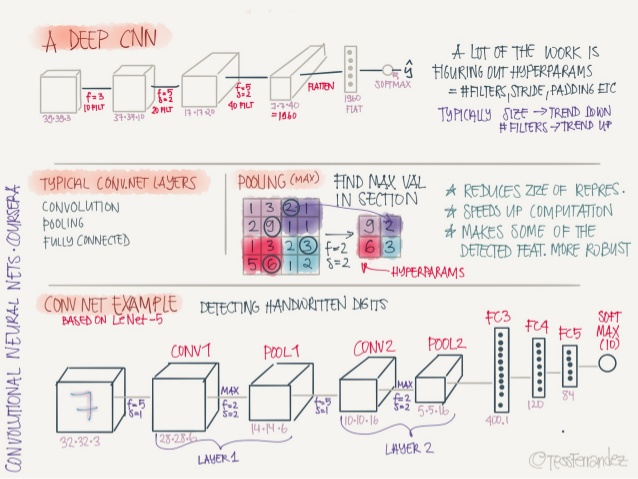 A DEEP CNN
39·39·3
f=3
10 FILT
37·37·10
f=5
s=2
20 FILT
17·17·20
f=5
s=2
40 FILT
7·7·40
=1960
FLATTEN
1960
FLAT
SOFTMAX
ŷ
A LOT OF THE WORK IS
FIGURING OUT HYPERPARAMS
= #FILTERS, STRIDE, PADDING ETC
TYPICALLY SIZE → TREND DOWN
#FILTERS → TREND UP
TYPICAL CONV.NET LAYERS
CONVOLUTION
POOLING
FULLY CONNECTED
POOLING (MAX)
FIND MAX VAL
IN SECTION
1 3 2 1
2 9 1 1
1 3 2 3
5 6 1 2
f=2
s=2
9 2
6 3
HYPERPARAMS
☆ REDUCES ZIZE OF REPRES.
☆ SPEEDS UP COMPUTATION
☆ MAKES SOME OF THE
DETECTED FEAT. MORE ROBUST
CONV NET EXAMPLE
BASED ON LeNet-5
DETECTING HANDWRITTEN DIGITS
7
32·32·3
f=5
s=1
CONV1
28·28·6
MAX
f=2
s=2
POOL1
14·14·6
LAYER 1
f=5
s=1
CONV2
10·10·16
MAX
f=2
s=2
POOL2
5·5·16
LAYER 2
FC3
400.1
FC4
120
FC5
84
SOFT
MAX
(10)
CONVOLUTIONAL NEURAL NETS · COURSERA
©TessFerrandez